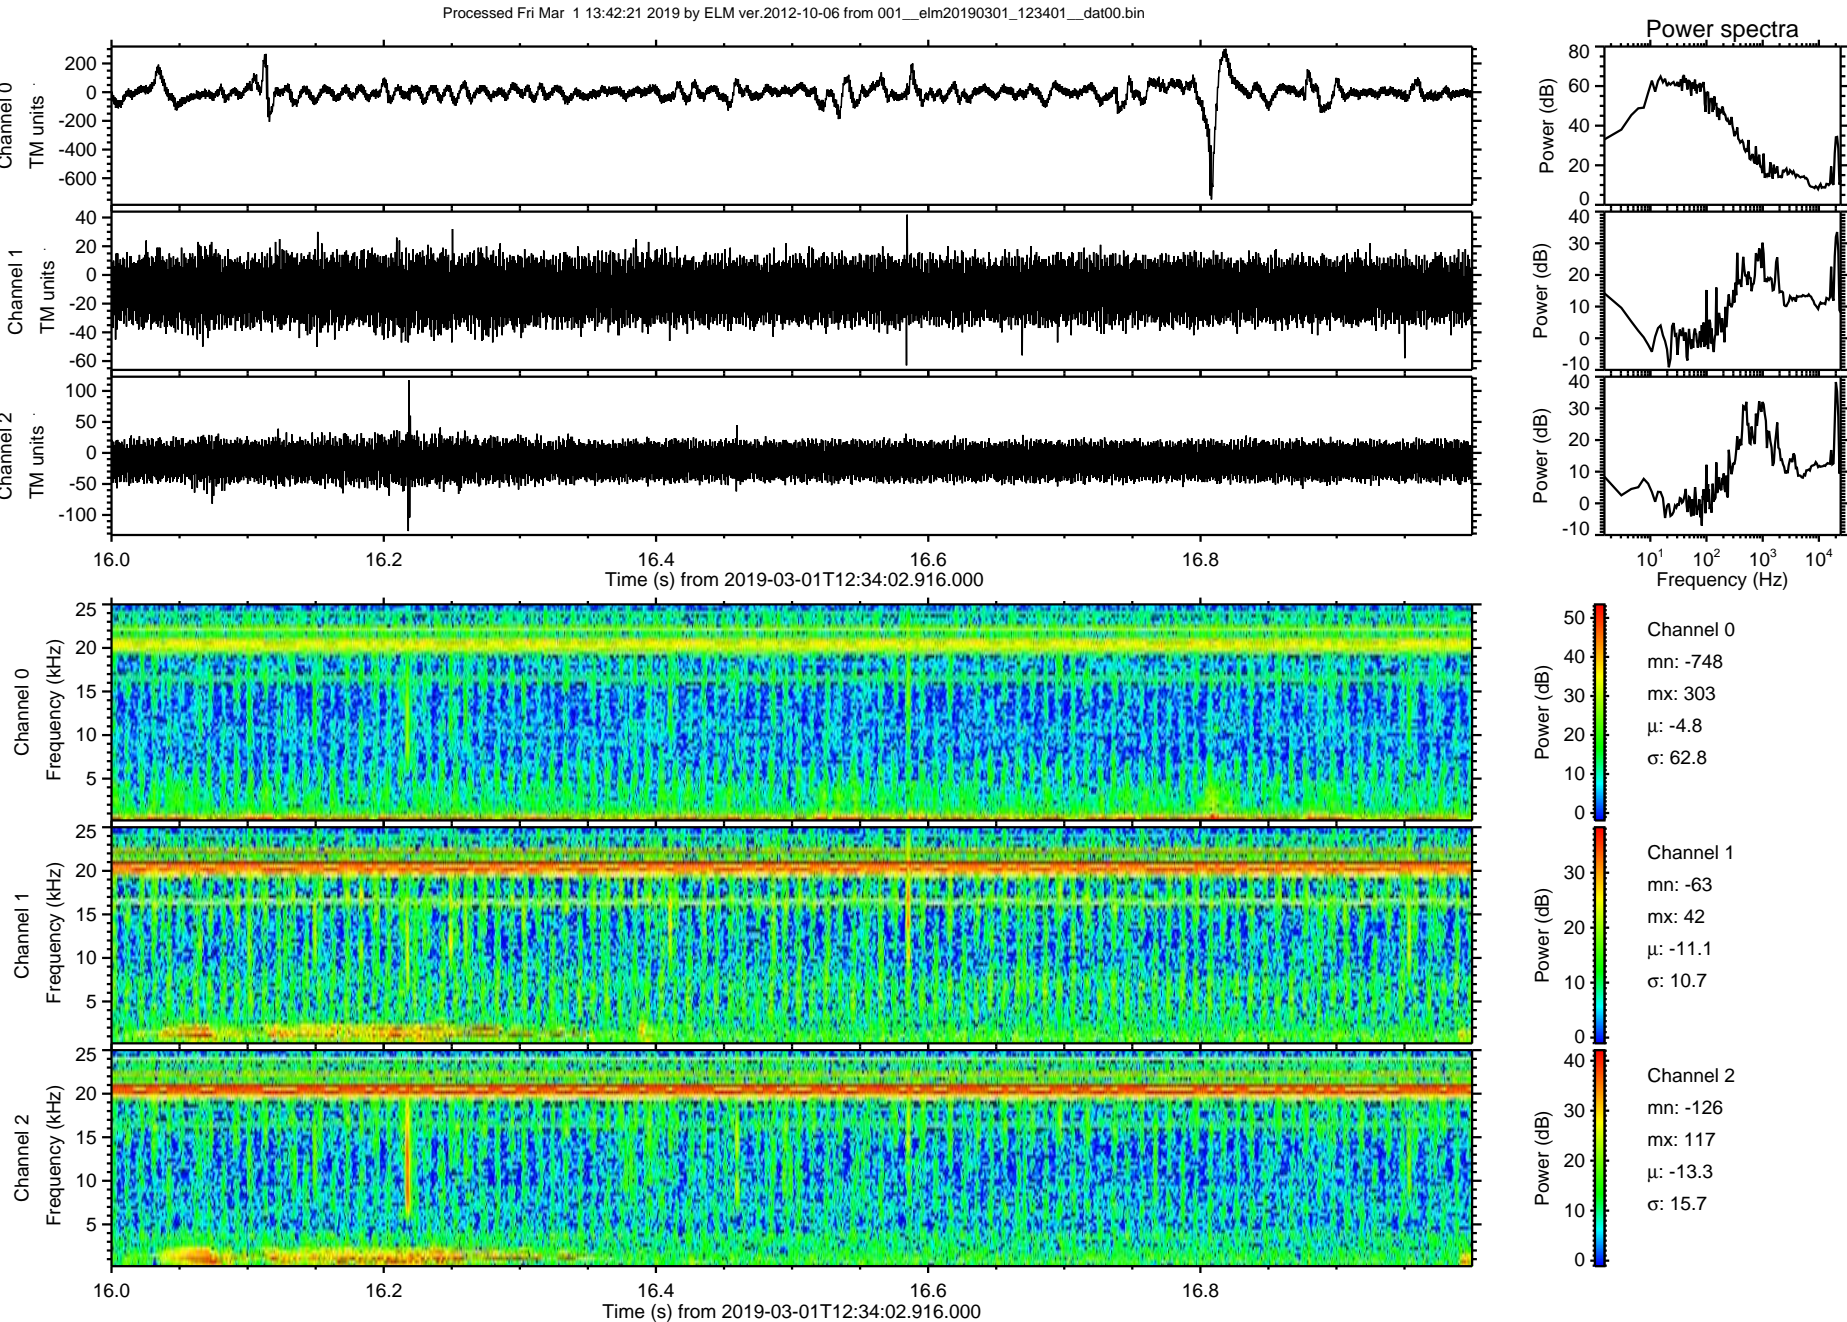 Processed Fri Mar 1 13:42:21 2019 by ELM ver.2012-10-06 from 001__elm20190301_123401__dat00.bin
Power spectra
Channel 0
TM units
200
0
-200
-400
-600
Power (dB)
80
60
40
20
0
Channel 1
TM units
40
20
0
-20
-40
-60
Power (dB)
40
30
20
10
0
-10
Channel 2
TM units
100
50
0
-50
-100
Power (dB)
40
30
20
10
0
-10
16.0 16.2 16.4 16.6 16.8
Time (s) from 2019-03-01T12:34:02.916.000
10¹ 10² 10³ 10⁴
Frequency (Hz)
Channel 0
Frequency (kHz)
25
20
15
10
5
Power (dB)
50
40
30
20
10
0
Channel 0
mn: -748
mx: 303
μ: -4.8
σ: 62.8
Channel 1
Frequency (kHz)
25
20
15
10
5
Power (dB)
30
20
10
0
Channel 1
mn: -63
mx: 42
μ: -11.1
σ: 10.7
Channel 2
Frequency (kHz)
25
20
15
10
5
Power (dB)
40
30
20
10
0
Channel 2
mn: -126
mx: 117
μ: -13.3
σ: 15.7
16.0 16.2 16.4 16.6 16.8
Time (s) from 2019-03-01T12:34:02.916.000